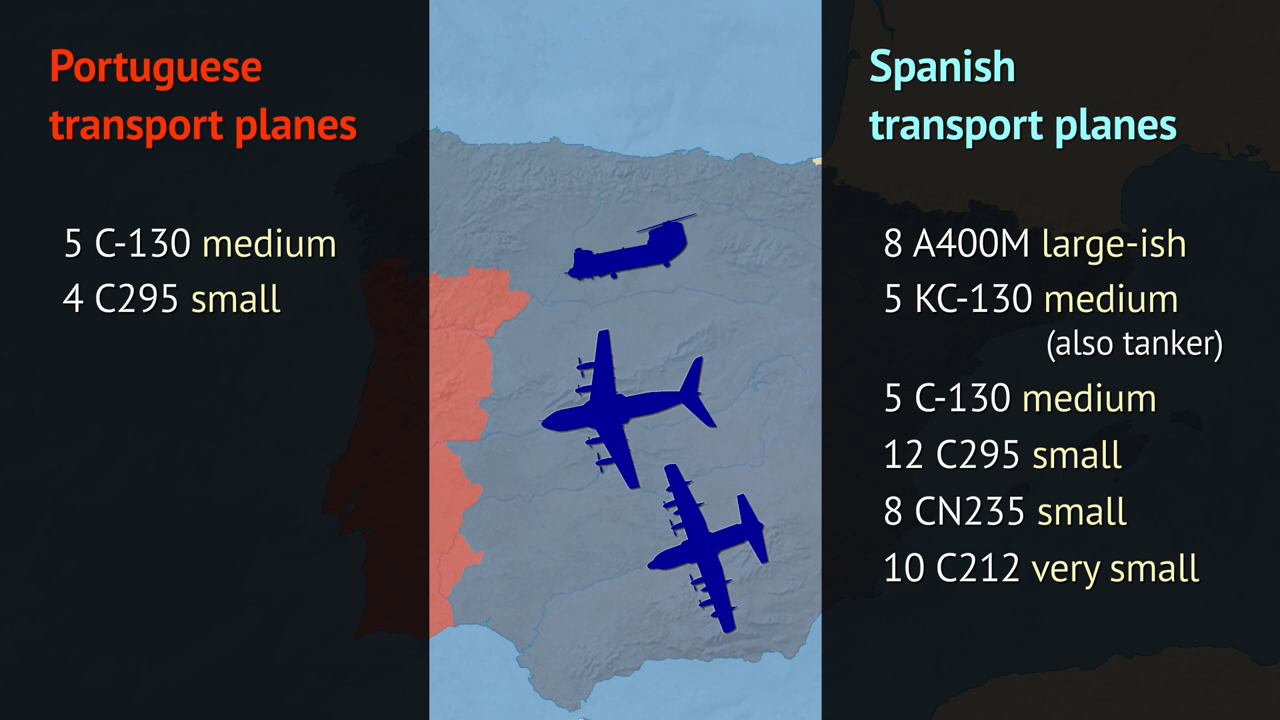 Portuguese
transport planes
5 C-130 medium
4 C295 small
Spanish
transport planes
8 A400M large-ish
5 KC-130 medium
(also tanker)
5 C-130 medium
12 C295 small
8 CN235 small
10 C212 very small